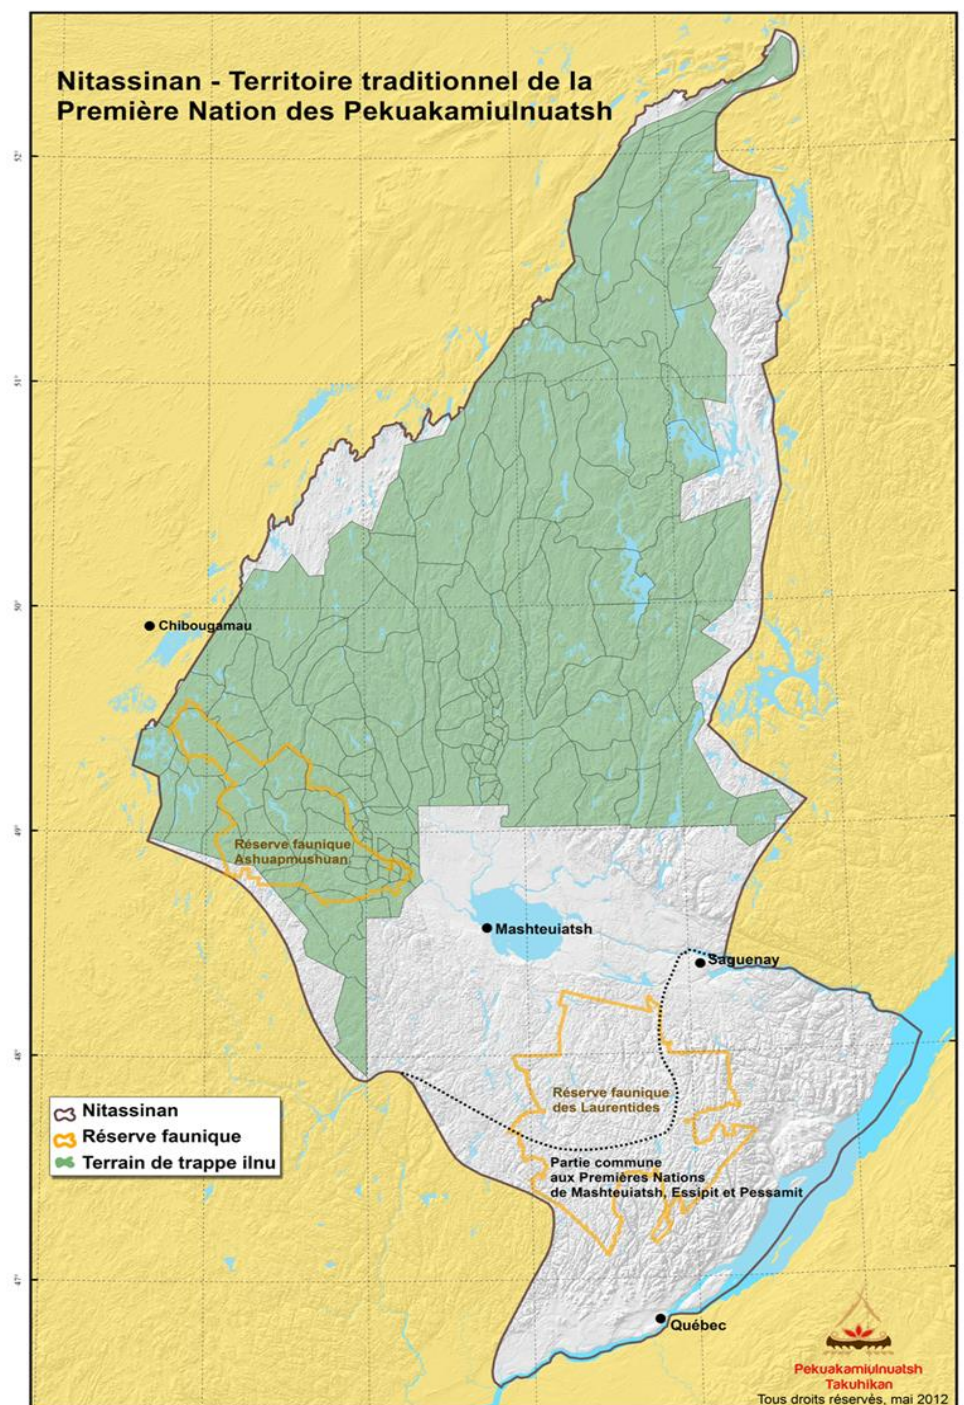 Nitassinan - Territoire traditionnel de la
Première Nation des Pekuakamiulnuatsh
52°
51°
50°
Chibougamau
49°
Réserve faunique
Ashuapmushuan
Mashteuiatsh
Saguenay
48°
Réserve faunique
des Laurentides
Nitassinan
Réserve faunique
Terrain de trappe ilnu
Partie commune
aux Premières Nations
de Mashteuiatsh, Essipit et Pessamit
47°
Québec
Pekuakamiulnuatsh
Takuhikan
Tous droits réservés, mai 2012